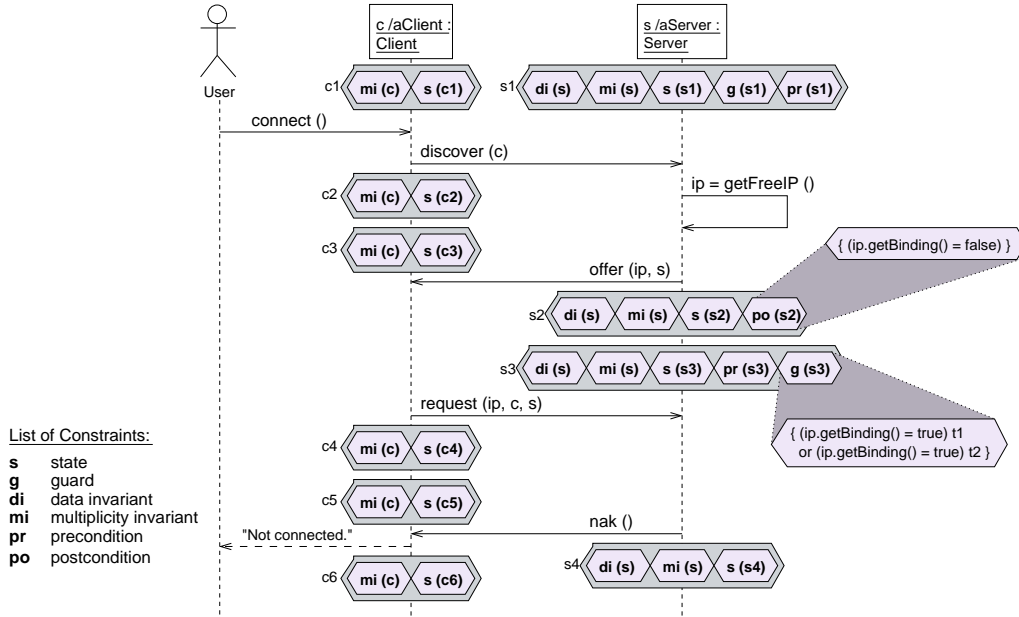 c /aClient :
Client
s /aServer :
Server
User
c1 mi (c) s (c1)
s1 di (s) mi (s) s (s1) g (s1) pr (s1)
connect ()
discover (c)
c2 mi (c) s (c2)
ip = getFreeIP ()
c3 mi (c) s (c3)
{ (ip.getBinding() = false) }
offer (ip, s)
s2 di (s) mi (s) s (s2) po (s2)
s3 di (s) mi (s) s (s3) pr (s3) g (s3)
request (ip, c, s)
{ (ip.getBinding() = true) t1
or (ip.getBinding() = true) t2 }
c4 mi (c) s (c4)
c5 mi (c) s (c5)
nak ()
"Not connected."
s4 di (s) mi (s) s (s4)
c6 mi (c) s (c6)
List of Constraints:
s state
g guard
di data invariant
mi multiplicity invariant
pr precondition
po postcondition